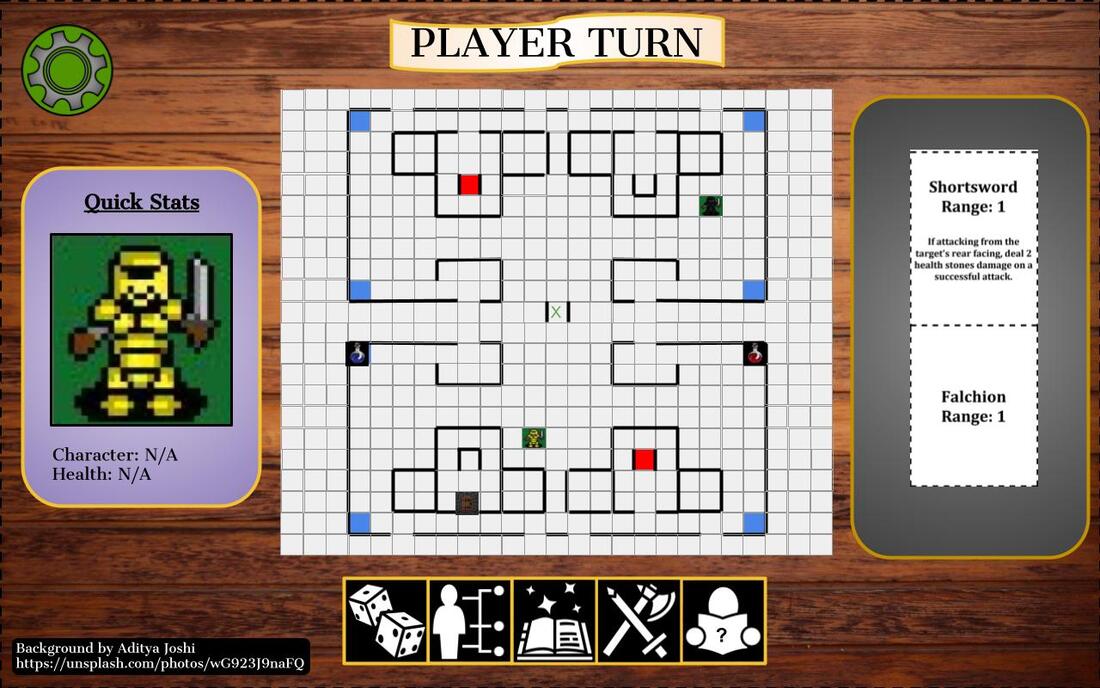 PLAYER TURN
Quick Stats
Character: N/A
Health: N/A
X
Shortsword
Range: 1
If attacking from the
target's rear facing, deal 2
health stones damage on a
successful attack.
Falchion
Range: 1
?
Background by Aditya Joshi
https://unsplash.com/photos/wG923J9naFQ